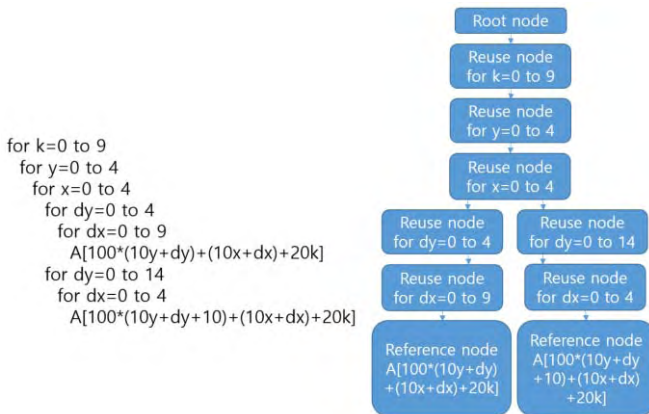 for k=0 to 9
for y=0 to 4
for x=0 to 4
for dy=0 to 4
for dx=0 to 9
A[100*(10y+dy)+(10x+dx)+20k]
for dy=0 to 14
for dx=0 to 4
A[100*(10y+dy+10)+(10x+dx)+20k]
Root node
Reuse node
for k=0 to 9
Reuse node
for y=0 to 4
Reuse node
for x=0 to 4
Reuse node
for dy=0 to 4
Reuse node
for dx=0 to 9
Reference node
A[100*(10y+dy)
+(10x+dx)+20k]
Reuse node
for dy=0 to 14
Reuse node
for dx=0 to 4
Reference node
A[100*(10y+dy
+10)+(10x+dx)
+20k]